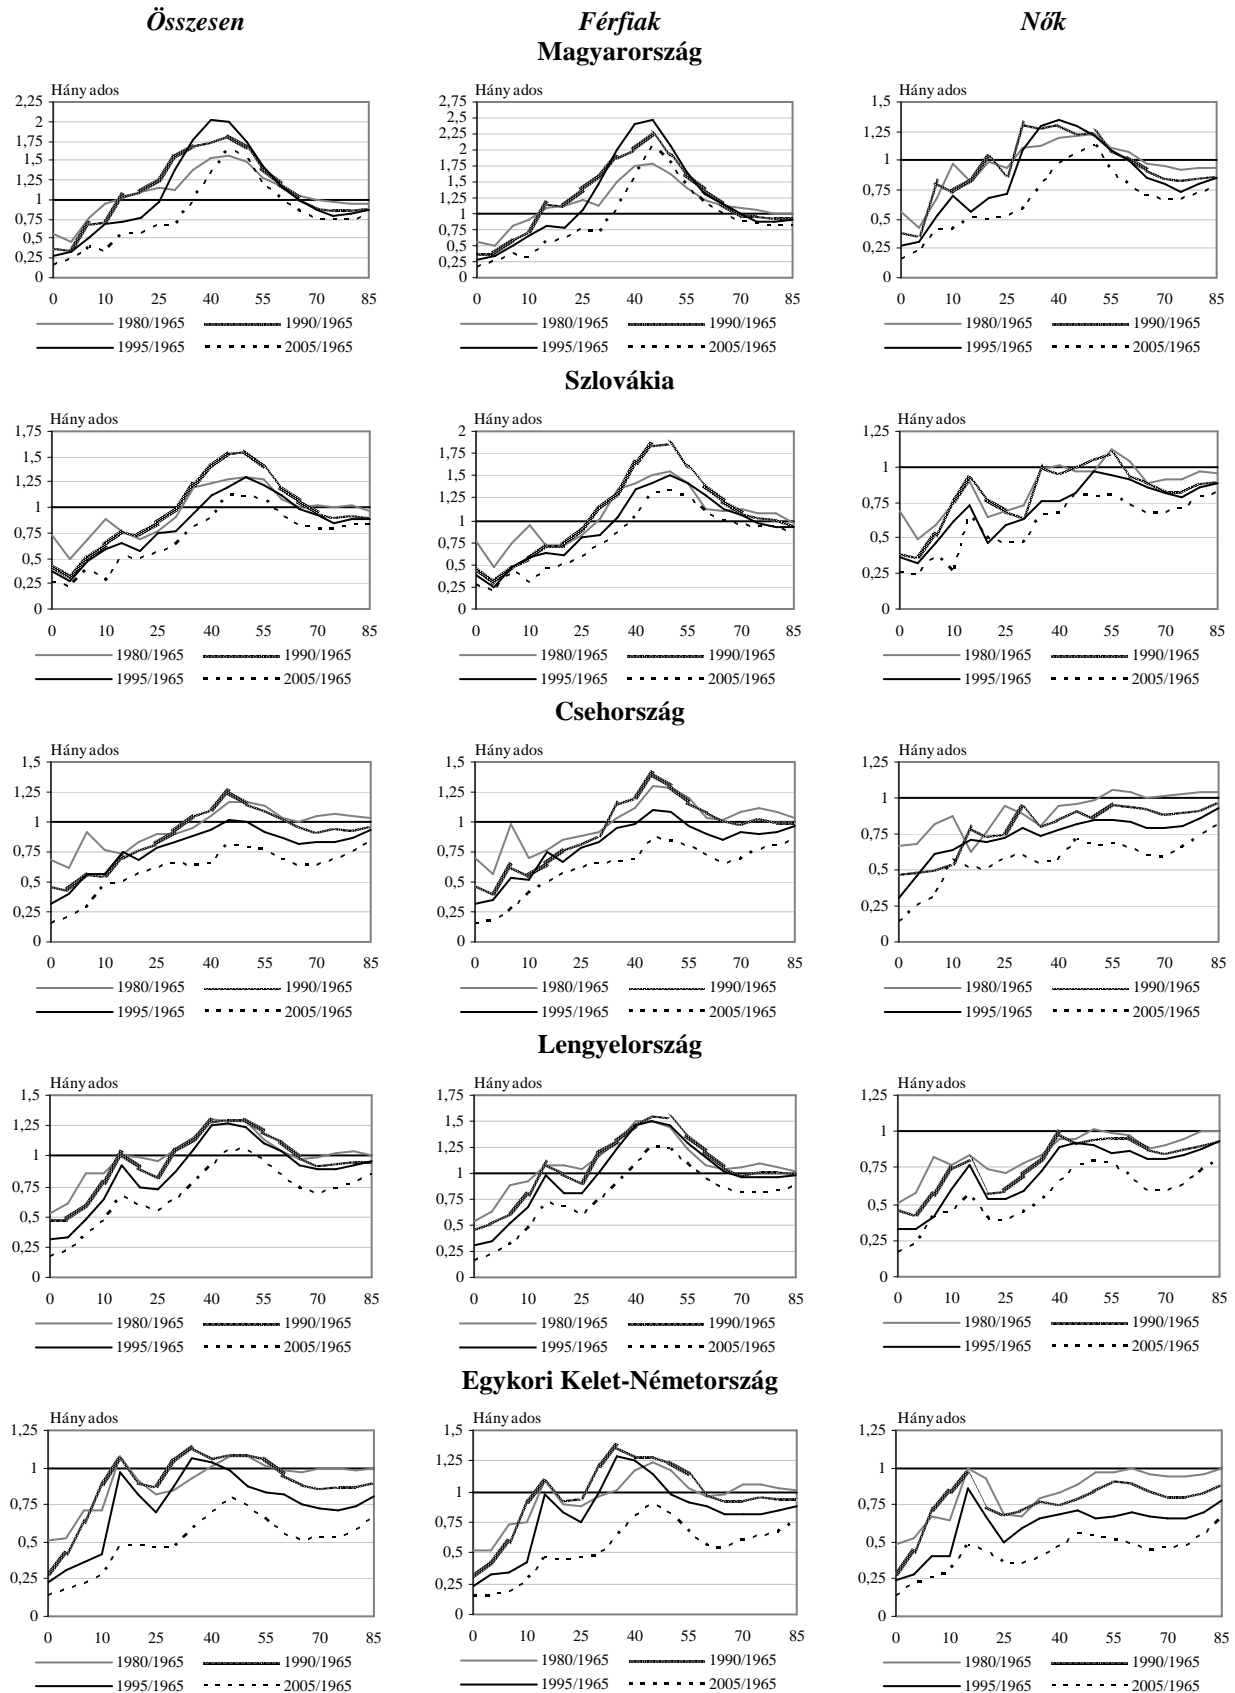 Összesen Férfiak Nők
Magyarország
Hányados Hányados Hányados
2,25 2,75 1,5
2 2,5
1,75 2,25 1,25
1,5 2
1,25 1,75 1
1 1,5
0,75 1,25 0,75
0,5 1
0,25 0,75 0,5
0 0,5 0,25
0,25
0 0
0 10 25 40 55 70 85 0 10 25 40 55 70 85 0 10 25 40 55 70 85
1980/1965 1990/1965 1980/1965 1990/1965 1980/1965 1990/1965
1995/1965 2005/1965 1995/1965 2005/1965 1995/1965 2005/1965
Szlovákia
Hányados Hányados Hányados
1,75 2 1,25
1,5 1,75
1,25 1,5 1
1 1,25 0,75
0,75 1
0,5 0,75 0,5
0,25 0,5 0,25
0 0,25
0 0
0 10 25 40 55 70 85 0 10 25 40 55 70 85 0 10 25 40 55 70 85
1980/1965 1990/1965 1980/1965 1990/1965 1980/1965 1990/1965
1995/1965 2005/1965 1995/1965 2005/1965 1995/1965 2005/1965
Csehország
Hányados Hányados Hányados
1,5 1,5 1,25
1,25 1,25 1
1 1 0,75
0,75 0,75
0,5 0,5 0,5
0,25 0,25 0,25
0 0 0
0 10 25 40 55 70 85 0 10 25 40 55 70 85 0 10 25 40 55 70 85
1980/1965 1990/1965 1980/1965 1990/1965 1980/1965 1990/1965
1995/1965 2005/1965 1995/1965 2005/1965 1995/1965 2005/1965
Lengyelország
Hányados Hányados Hányados
1,5 1,75 1,25
1,25 1,5 1
1 1,25
0,75 1 0,75
0,5 0,75 0,5
0,25 0,5 0,25
0 0,25
0 0
0 10 25 40 55 70 85 0 10 25 40 55 70 85 0 10 25 40 55 70 85
1980/1965 1990/1965 1980/1965 1990/1965 1980/1965 1990/1965
1995/1965 2005/1965 1995/1965 2005/1965 1995/1965 2005/1965
Egykori Kelet-Németország
Hányados Hányados Hányados
1,25 1,5 1,25
1 1,25 1
0,75 1 0,75
0,5 0,75 0,5
0,25 0,5 0,25
0 0,25 0
0
0 10 25 40 55 70 85 0 10 25 40 55 70 85 0 10 25 40 55 70 85
1980/1965 1990/1965 1980/1965 1990/1965 1980/1965 1990/1965
1995/1965 2005/1965 1995/1965 2005/1965 1995/1965 2005/1965